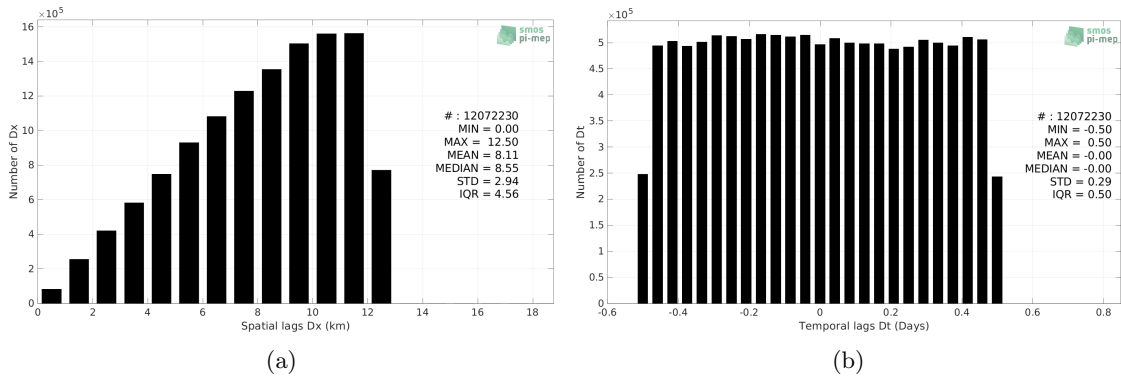 ×10⁵
16
14
12
10
8
6
4
2
0
Number of Dx
0 2 4 6 8 10 12 14 16 18
Spatial lags Dx (km)
smos
pi-mep
# : 12072230
MIN = 0.00
MAX = 12.50
MEAN = 8.11
MEDIAN = 8.55
STD = 2.94
IQR = 4.56
(a)
×10⁵
5
4.5
4
3.5
3
2.5
2
1.5
1
0.5
0
Number of Dt
-0.6 -0.4 -0.2 0 0.2 0.4 0.6 0.8
Temporal lags Dt (Days)
smos
pi-mep
# : 12072230
MIN = -0.50
MAX = 0.50
MEAN = -0.00
MEDIAN = -0.00
STD = 0.29
IQR = 0.50
(b)